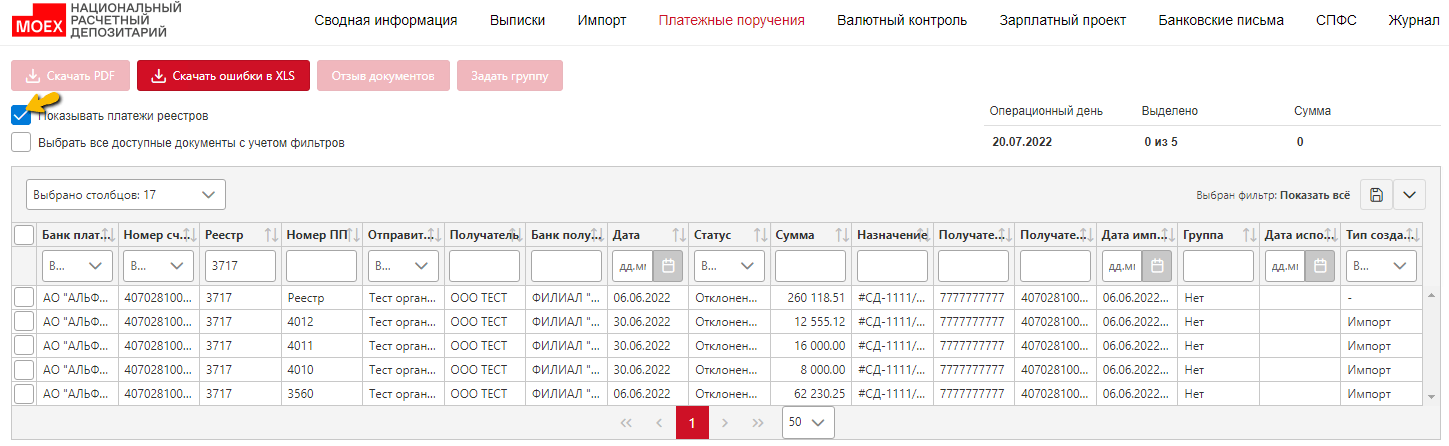 MOEX НАЦИОНАЛЬНЫЙ РАСЧЕТНЫЙ ДЕПОЗИТАРИЙ
Сводная информация Выписки Импорт Платежные поручения Валютный контроль Зарплатный проект Банковские письма СПФС Журнал
Скачать PDF Скачать ошибки в XLS Отзыв документов Задать группу
Показывать платежи реестров
Выбрать все доступные документы с учетом фильтров
Операционный день Выделено Сумма
20.07.2022 0 из 5 0
Выбрано столбцов: 17 Выбран фильтр: Показать всё
Банк плат... Номер сч... Реестр Номер ПП Отправит... Получатель Банк полу... Дата Статус Сумма Назначение Получате... Получате... Дата имп... Группа Дата испо... Тип созда...
В... В... 3717 В... дд.мм В... дд.мм дд.мм В...
АО "АЛЬФ... 407028100... 3717 Реестр Тест орган... ООО ТЕСТ ФИЛИАЛ "... 06.06.2022 Отклонен... 260 118.51 #СД-1111/... 7777777777 407028100... 06.06.2022... Нет -
АО "АЛЬФ... 407028100... 3717 4012 Тест орган... ООО ТЕСТ ФИЛИАЛ "... 30.06.2022 Отклонен... 12 555.12 #СД-1111/... 7777777777 407028100... 06.06.2022... Нет Импорт
АО "АЛЬФ... 407028100... 3717 4011 Тест орган... ООО ТЕСТ ФИЛИАЛ "... 30.06.2022 Отклонен... 16 000.00 #СД-1111/... 7777777777 407028100... 06.06.2022... Нет Импорт
АО "АЛЬФ... 407028100... 3717 4010 Тест орган... ООО ТЕСТ ФИЛИАЛ "... 30.06.2022 Отклонен... 8 000.00 #СД-1111/... 7777777777 407028100... 06.06.2022... Нет Импорт
АО "АЛЬФ... 407028100... 3717 3560 Тест орган... ООО ТЕСТ ФИЛИАЛ "... 06.06.2022 Отклонен... 62 230.25 #СД-1111/... 7777777777 407028100... 06.06.2022... Нет Импорт
1 50